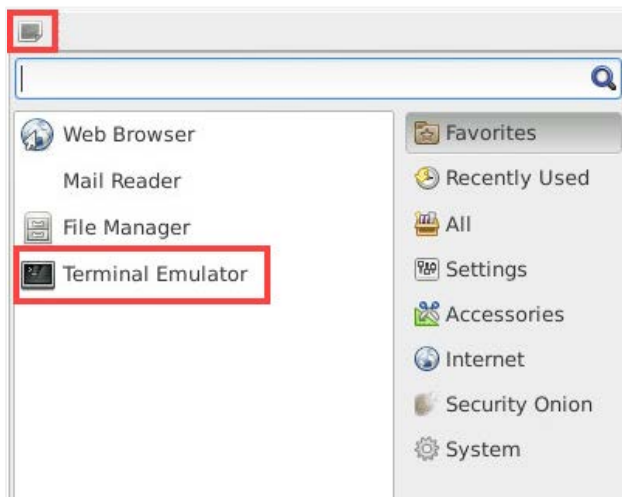 Web Browser
Mail Reader
File Manager
Terminal Emulator
Favorites
Recently Used
All
Settings
Accessories
Internet
Security Onion
System